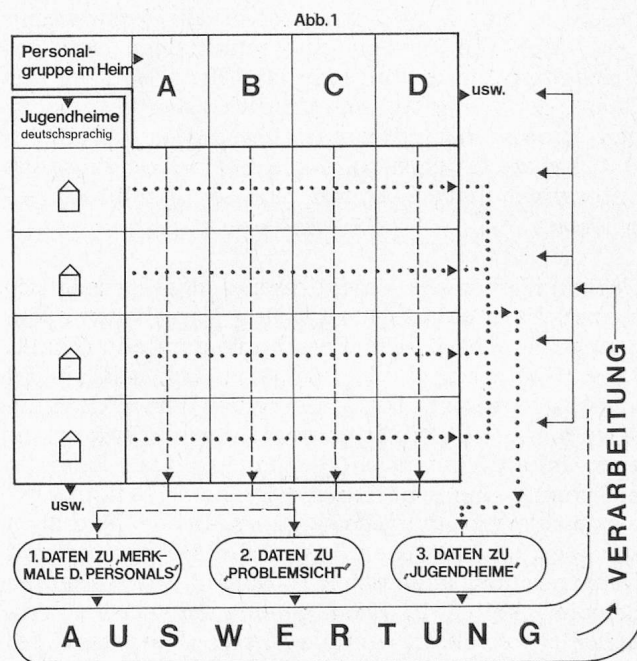 Abb.1
Personal-
gruppe im Heim
A B C D
usw.
Jugendheime
deutschsprachig
usw.
1. DATEN ZU ‚MERK-
MALE D. PERSONALS‘
2. DATEN ZU
‚PROBLEMSICHT‘
3. DATEN ZU
‚JUGENDHEIME‘
AUSWERTUNG
VERARBEITUNG